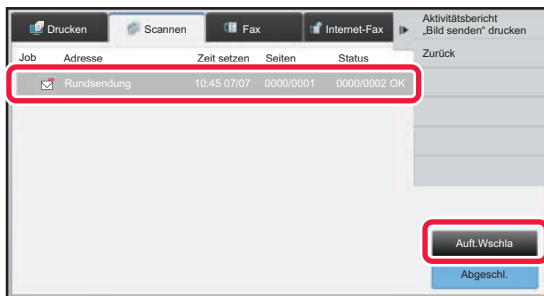 Drucken
Scannen
Fax
Internet-Fax
Aktivitätsbericht
„Bild senden“ drucken
Zurück
Job Adresse Zeit setzen Seiten Status
Rundsendung 10:45 07/07 0000/0001 0000/0002 OK
Auft.Wschla
Abgeschl.